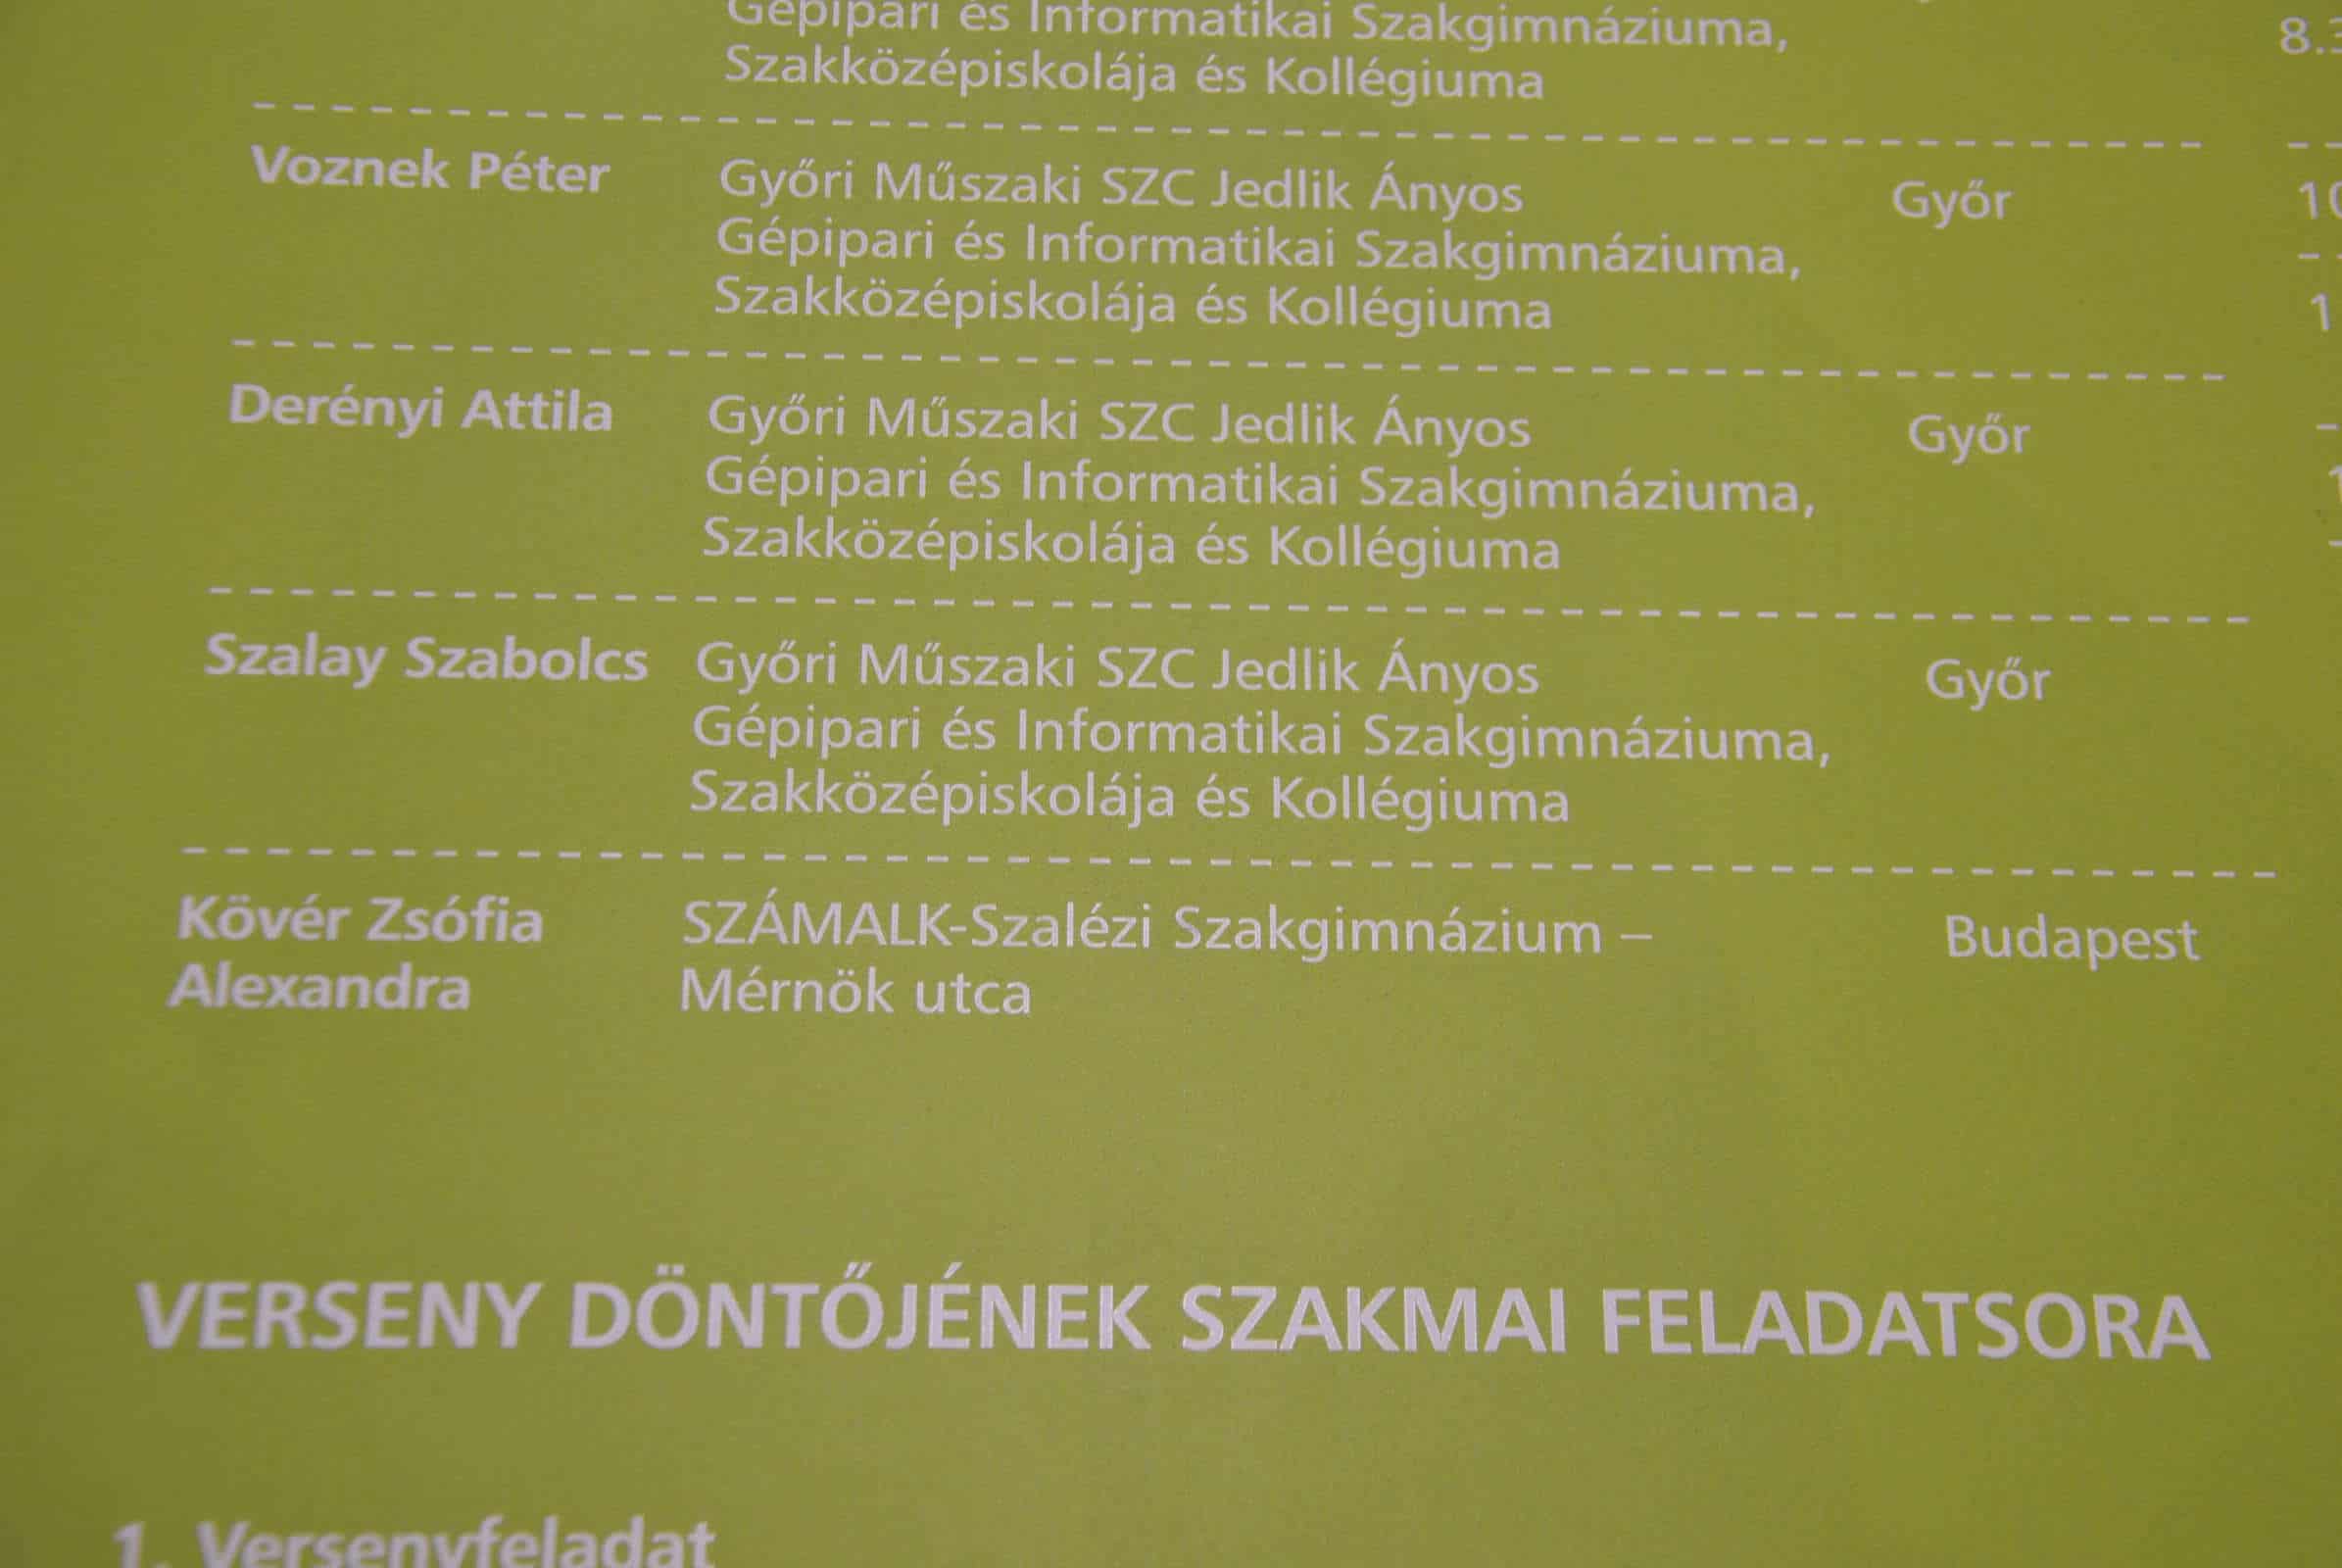 Gépipari és Informatikai Szakgimnáziuma,
Szakközépiskolája és Kollégiuma
Voznek Péter
Győri Műszaki SZC Jedlik Ányos
Gépipari és Informatikai Szakgimnáziuma,
Szakközépiskolája és Kollégiuma
Győr
Derényi Attila
Győri Műszaki SZC Jedlik Ányos
Gépipari és Informatikai Szakgimnáziuma,
Szakközépiskolája és Kollégiuma
Győr
Szalay Szabolcs
Győri Műszaki SZC Jedlik Ányos
Gépipari és Informatikai Szakgimnáziuma,
Szakközépiskolája és Kollégiuma
Győr
Kövér Zsófia
Alexandra
SZÁMALK-Szalézi Szakgimnázium –
Mérnök utca
Budapest
VERSENY DÖNTŐJÉNEK SZAKMAI FELADATSORA
1. Versenyfeladat